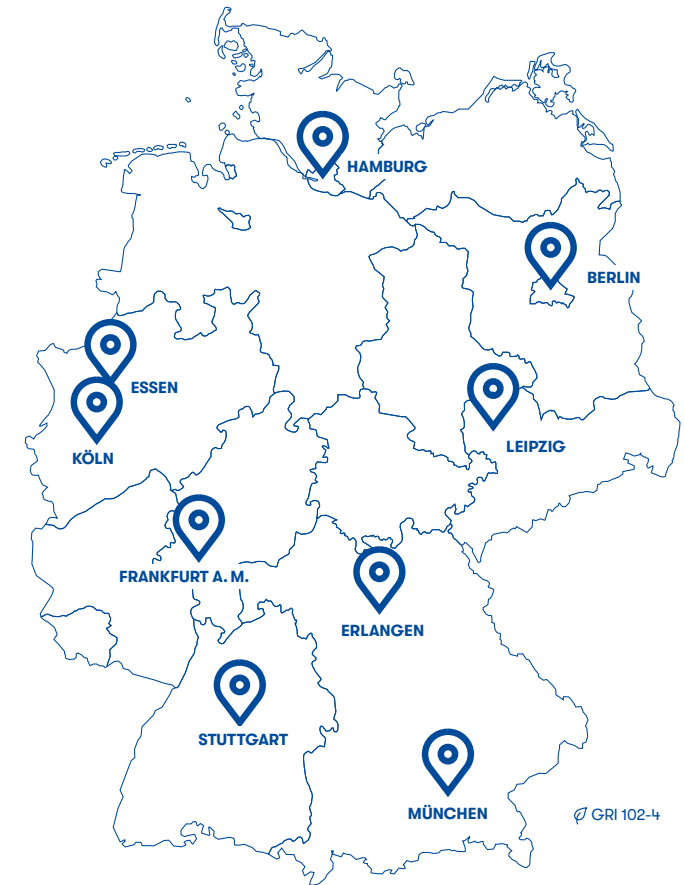 HAMBURG
BERLIN
ESSEN
KÖLN
LEIPZIG
FRANKFURT A. M.
ERLANGEN
STUTTGART
MÜNCHEN
GRI 102-4